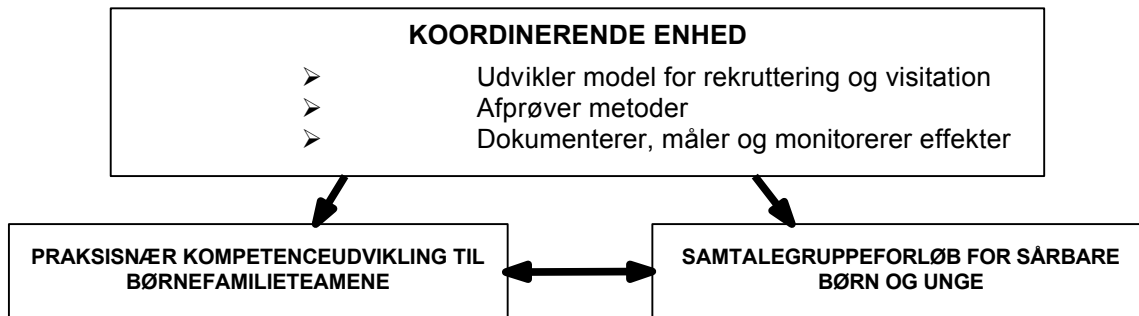 KOORDINERENDE ENHED
➢ Udvikler model for rekruttering og visitation
➢ Afprøver metoder
➢ Dokumenterer, måler og monitorerer effekter
PRAKSISNÆR KOMPETENCEUDVIKLING TIL
BØRNEFAMILIETEAMENE
SAMTALEGRUPPEFORLØB FOR SÅRBARE
BØRN OG UNGE